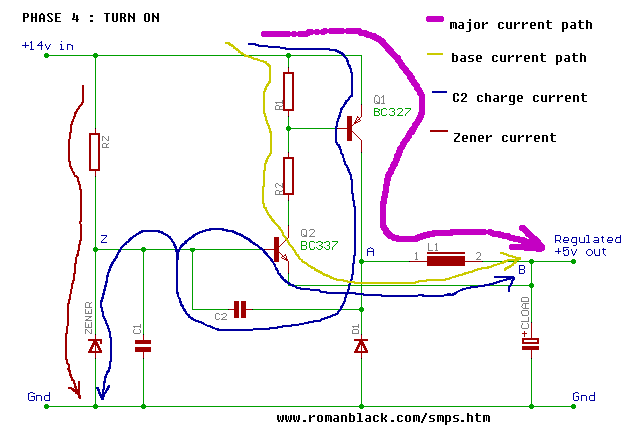 PHASE 4 : TURN ON
major current path
base current path
C2 charge current
Zener current
+14v in
R1
Q1
BC327
RZ
R2
Q2
BC337
Z
A
L1
1
2
Regulated
+5v out
B
ZENER
C1
C2
D1
+
CLOAD
Gnd
Gnd
www.romanblack.com/smps.htm